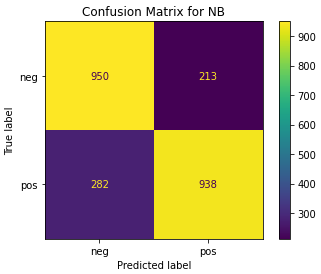 Confusion Matrix for NB
True label
neg
950
213
pos
282
938
neg
pos
Predicted label
900
800
700
600
500
400
300